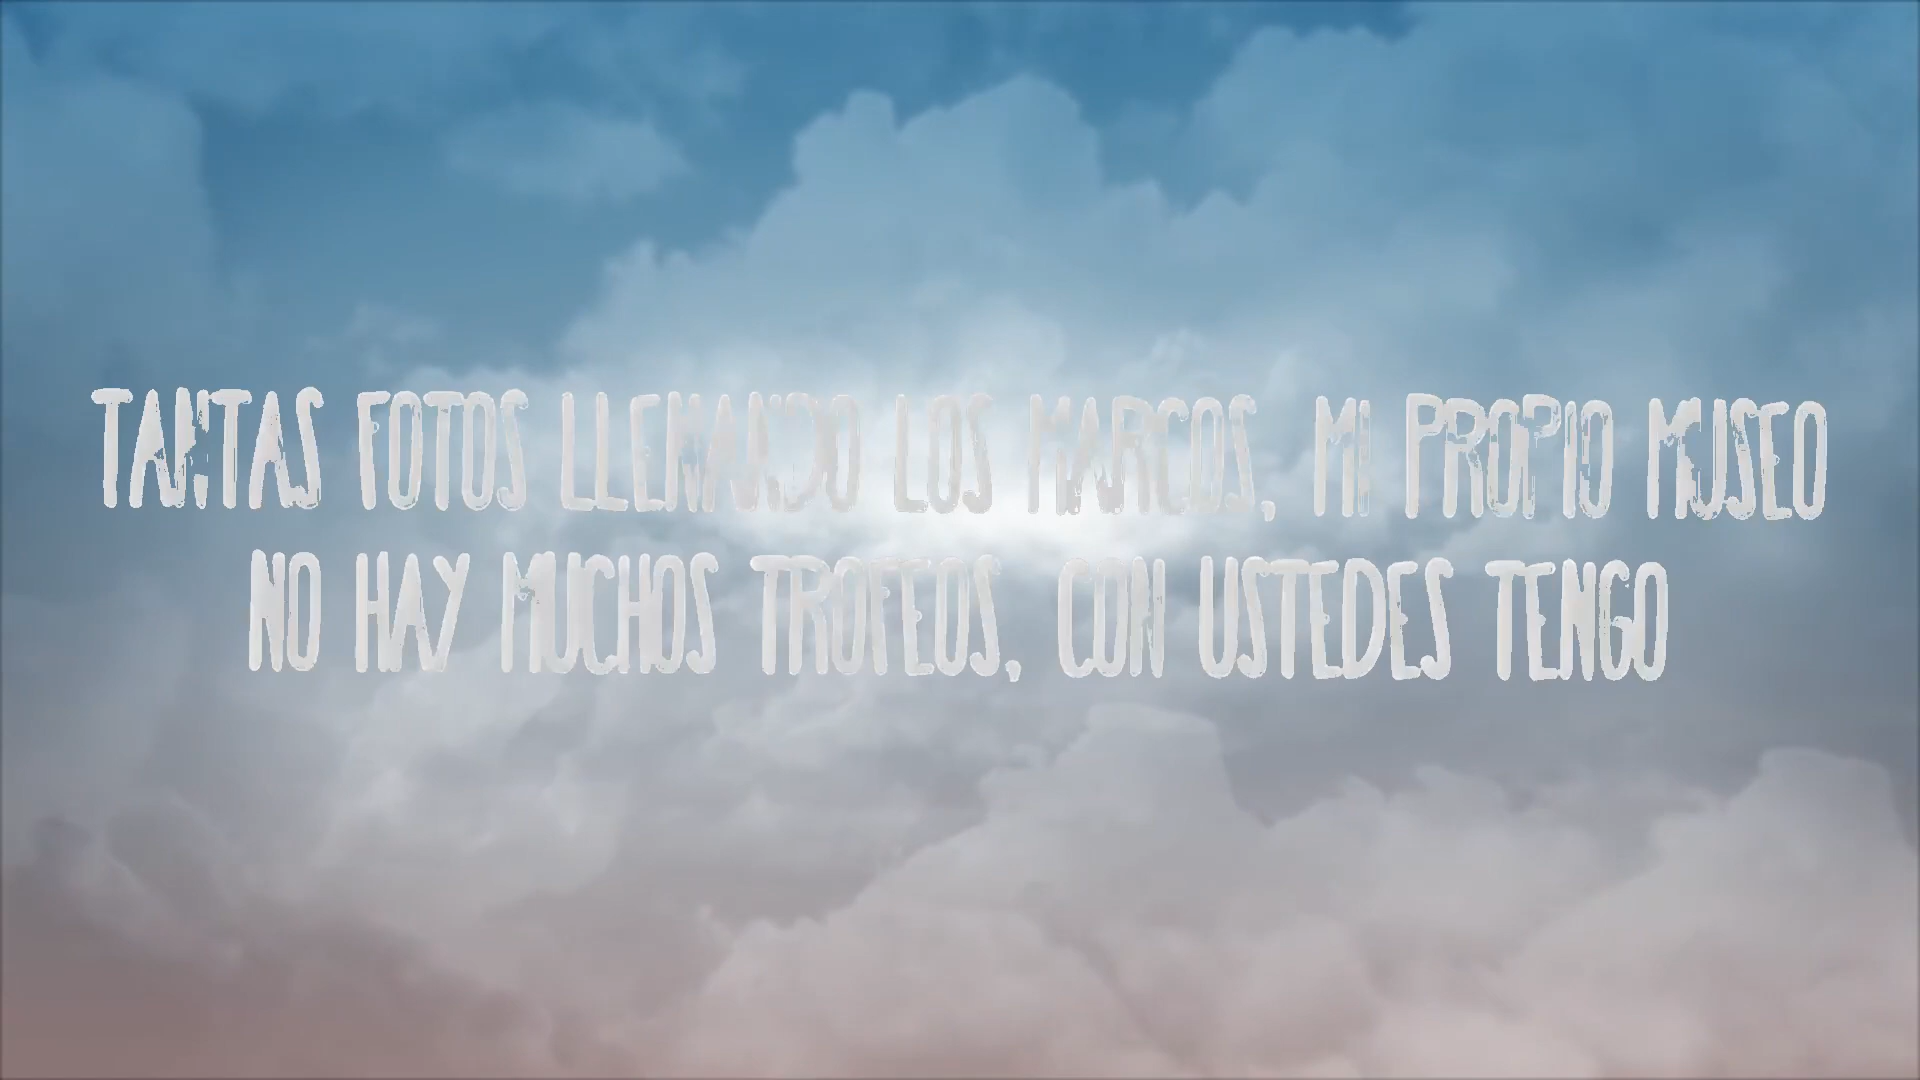 TANTAS FOTOS LLENANDO LOS MARCOS, MI PROPIO MUSEO
NO HAY MUCHOS TROFEOS, CON USTEDES TENGO